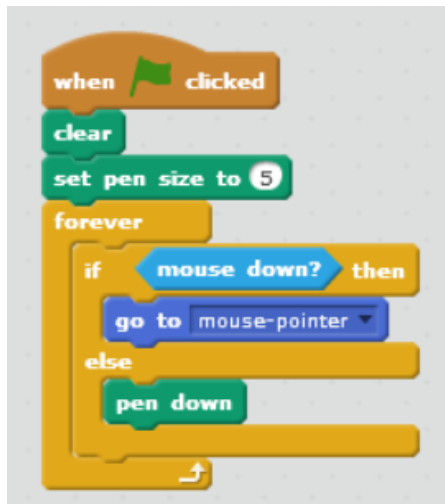 when clicked
clear
set pen size to 5
forever
if mouse down? then
go to mouse-pointer
else
pen down